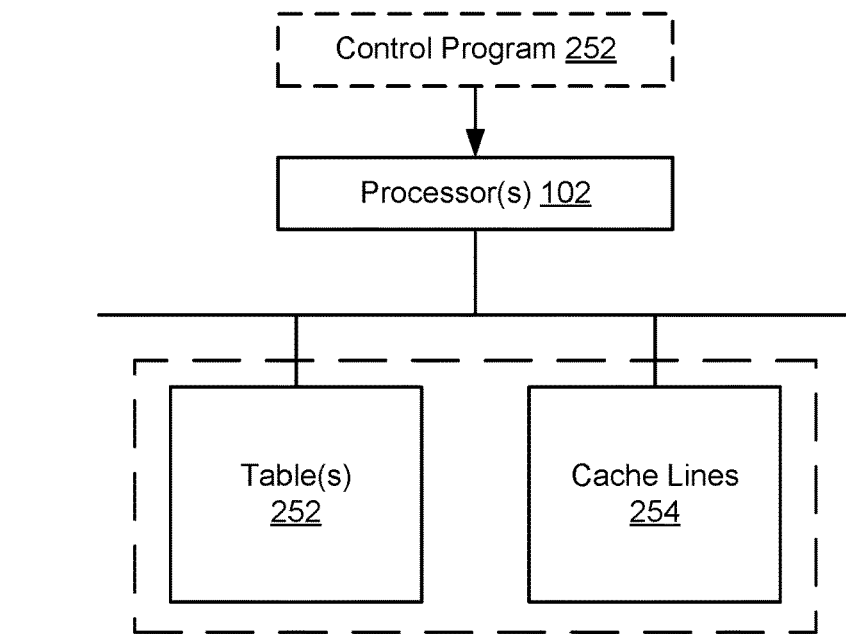 Control Program 252
Processor(s) 102
Table(s)
252
Cache Lines
254